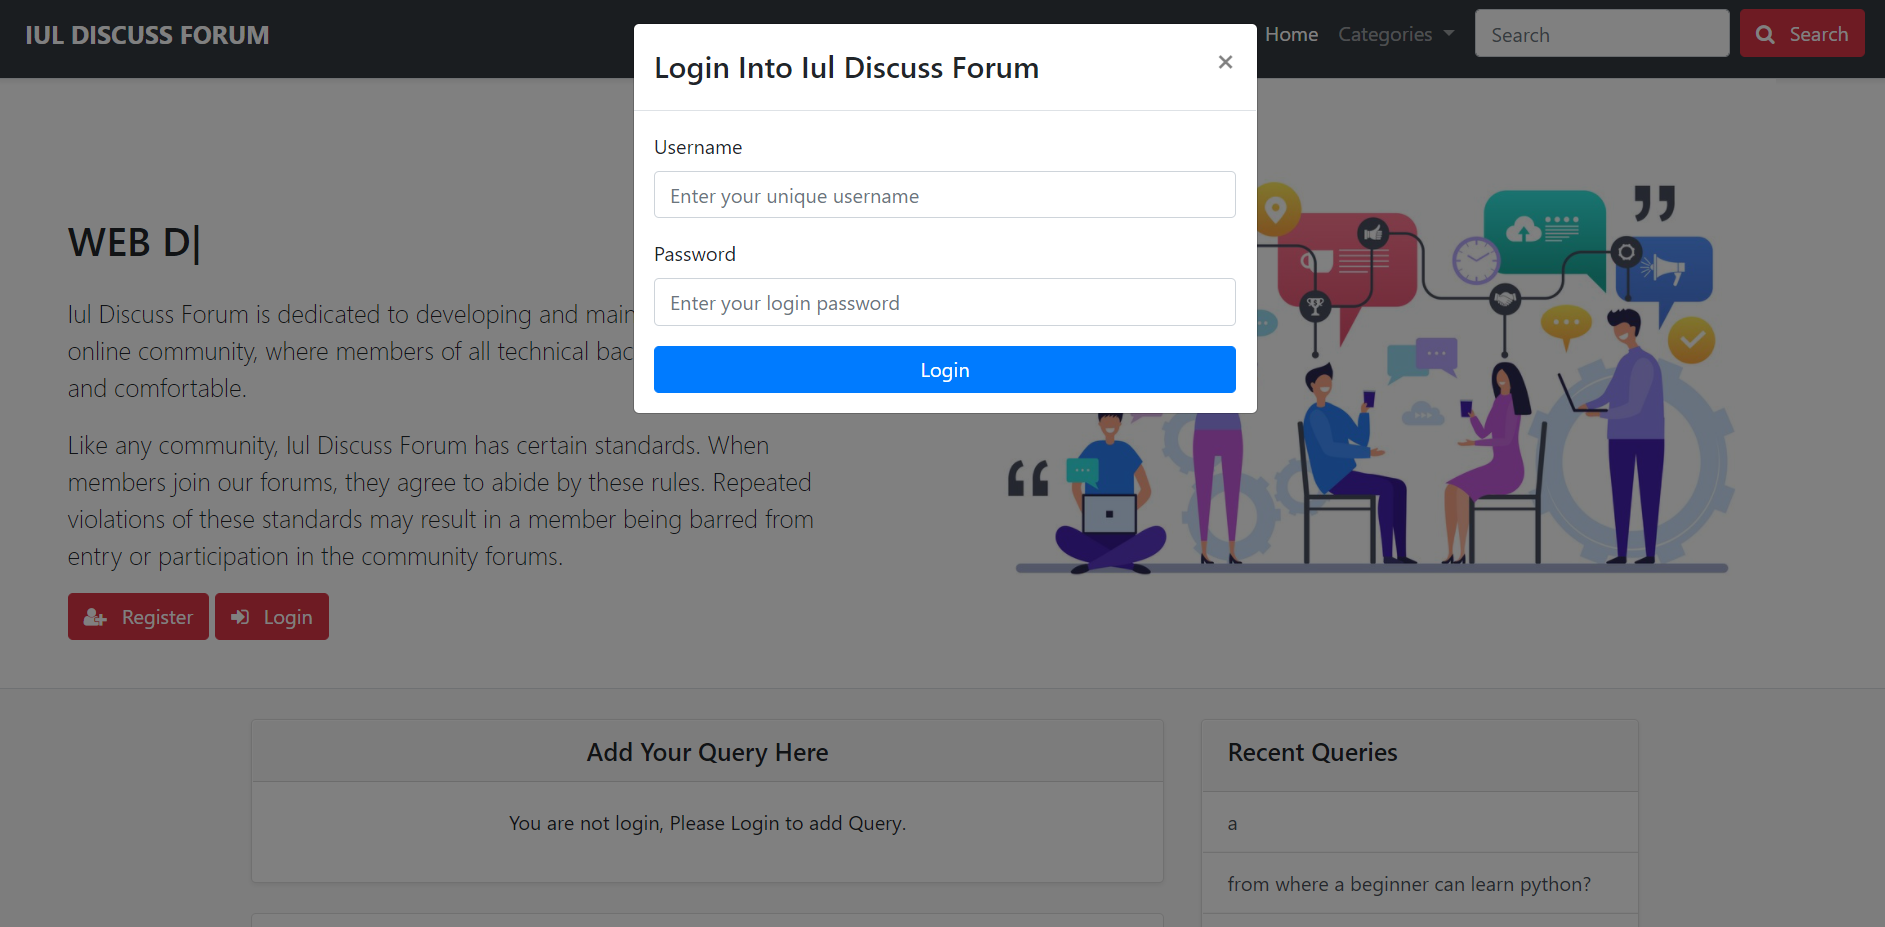 IUL DISCUSS FORUM
Home
Categories
Search
Search
Login Into Iul Discuss Forum
×
Username
Enter your unique username
Password
Enter your login password
Login
WEB D|
Iul Discuss Forum is dedicated to developing and
online community, where members of all technical
and comfortable.
Like any community, Iul Discuss Forum has certain standards. When
members join our forums, they agree to abide by these rules. Repeated
violations of these standards may result in a member being barred from
entry or participation in the community forums.
Register
Login
Add Your Query Here
You are not login, Please Login to add Query.
Recent Queries
a
from where a beginner can learn python?